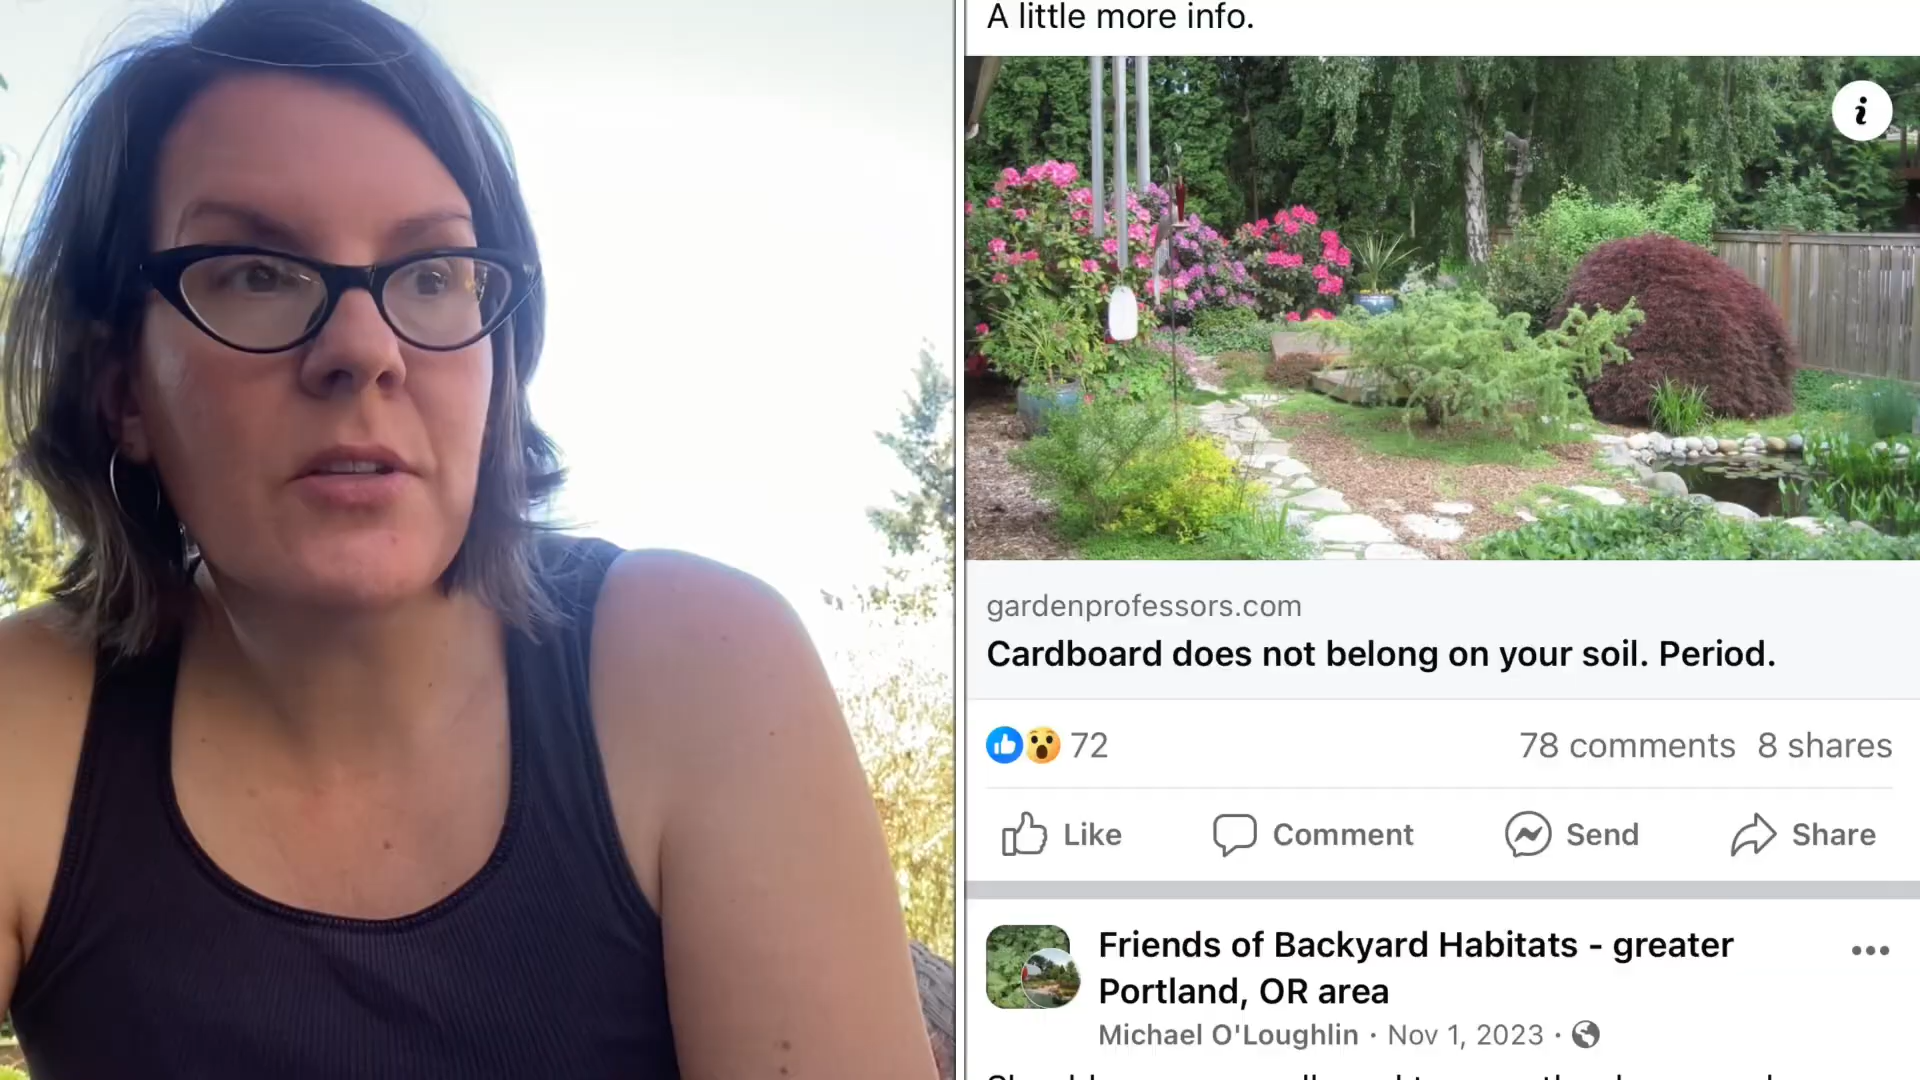 A little more info.
gardenprofessors.com
Cardboard does not belong on your soil. Period.
72
78 comments 8 shares
Like Comment Send Share
Friends of Backyard Habitats - greater
Portland, OR area
Michael O'Loughlin · Nov 1, 2023 ·